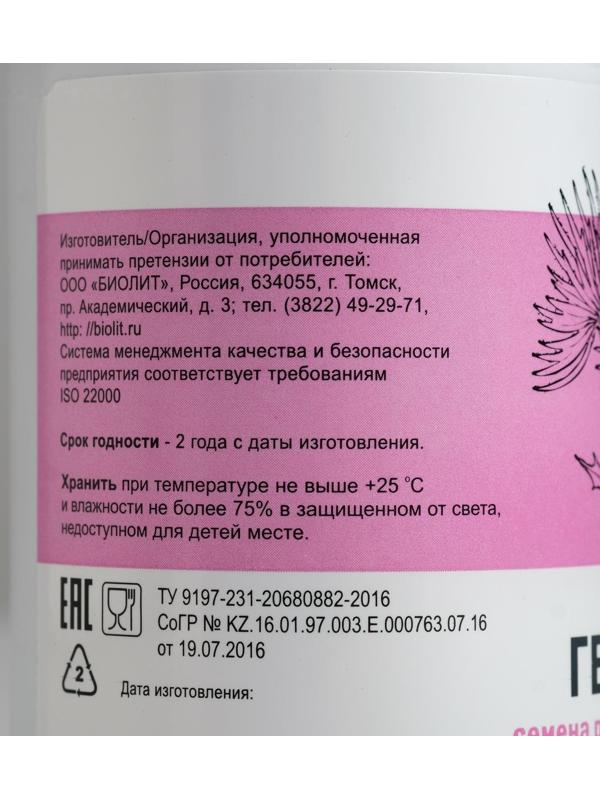 Изготовитель/Организация, уполномоченная
принимать претензии от потребителей:
ООО «БИОЛИТ», Россия, 634055, г. Томск,
пр. Академический, д. 3; тел. (3822) 49-29-71,
http: //biolit.ru
Система менеджмента качества и безопасности
предприятия соответствует требованиям
ISO 22000
Срок годности - 2 года с даты изготовления.
Хранить при температуре не выше +25 °С
и влажности не более 75% в защищенном от света,
недоступном для детей месте.
ЕАС
ТУ 9197-231-20680882-2016
СоГР № KZ.16.01.97.003.E.000763.07.16
от 19.07.2016
2
Дата изготовления:
ГЕ
семена р